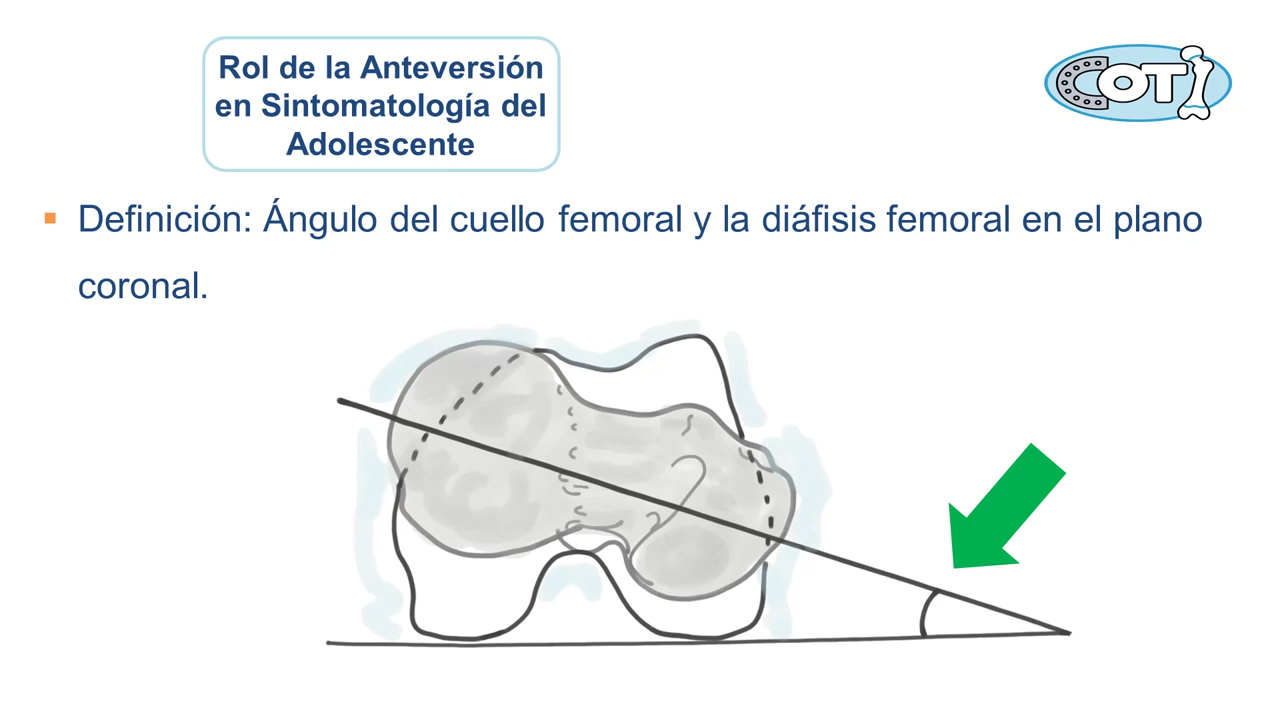 Rol de la Anteversión
en Sintomatología del
Adolescente
COTI
▪ Definición: Ángulo del cuello femoral y la diáfisis femoral en el plano
coronal.